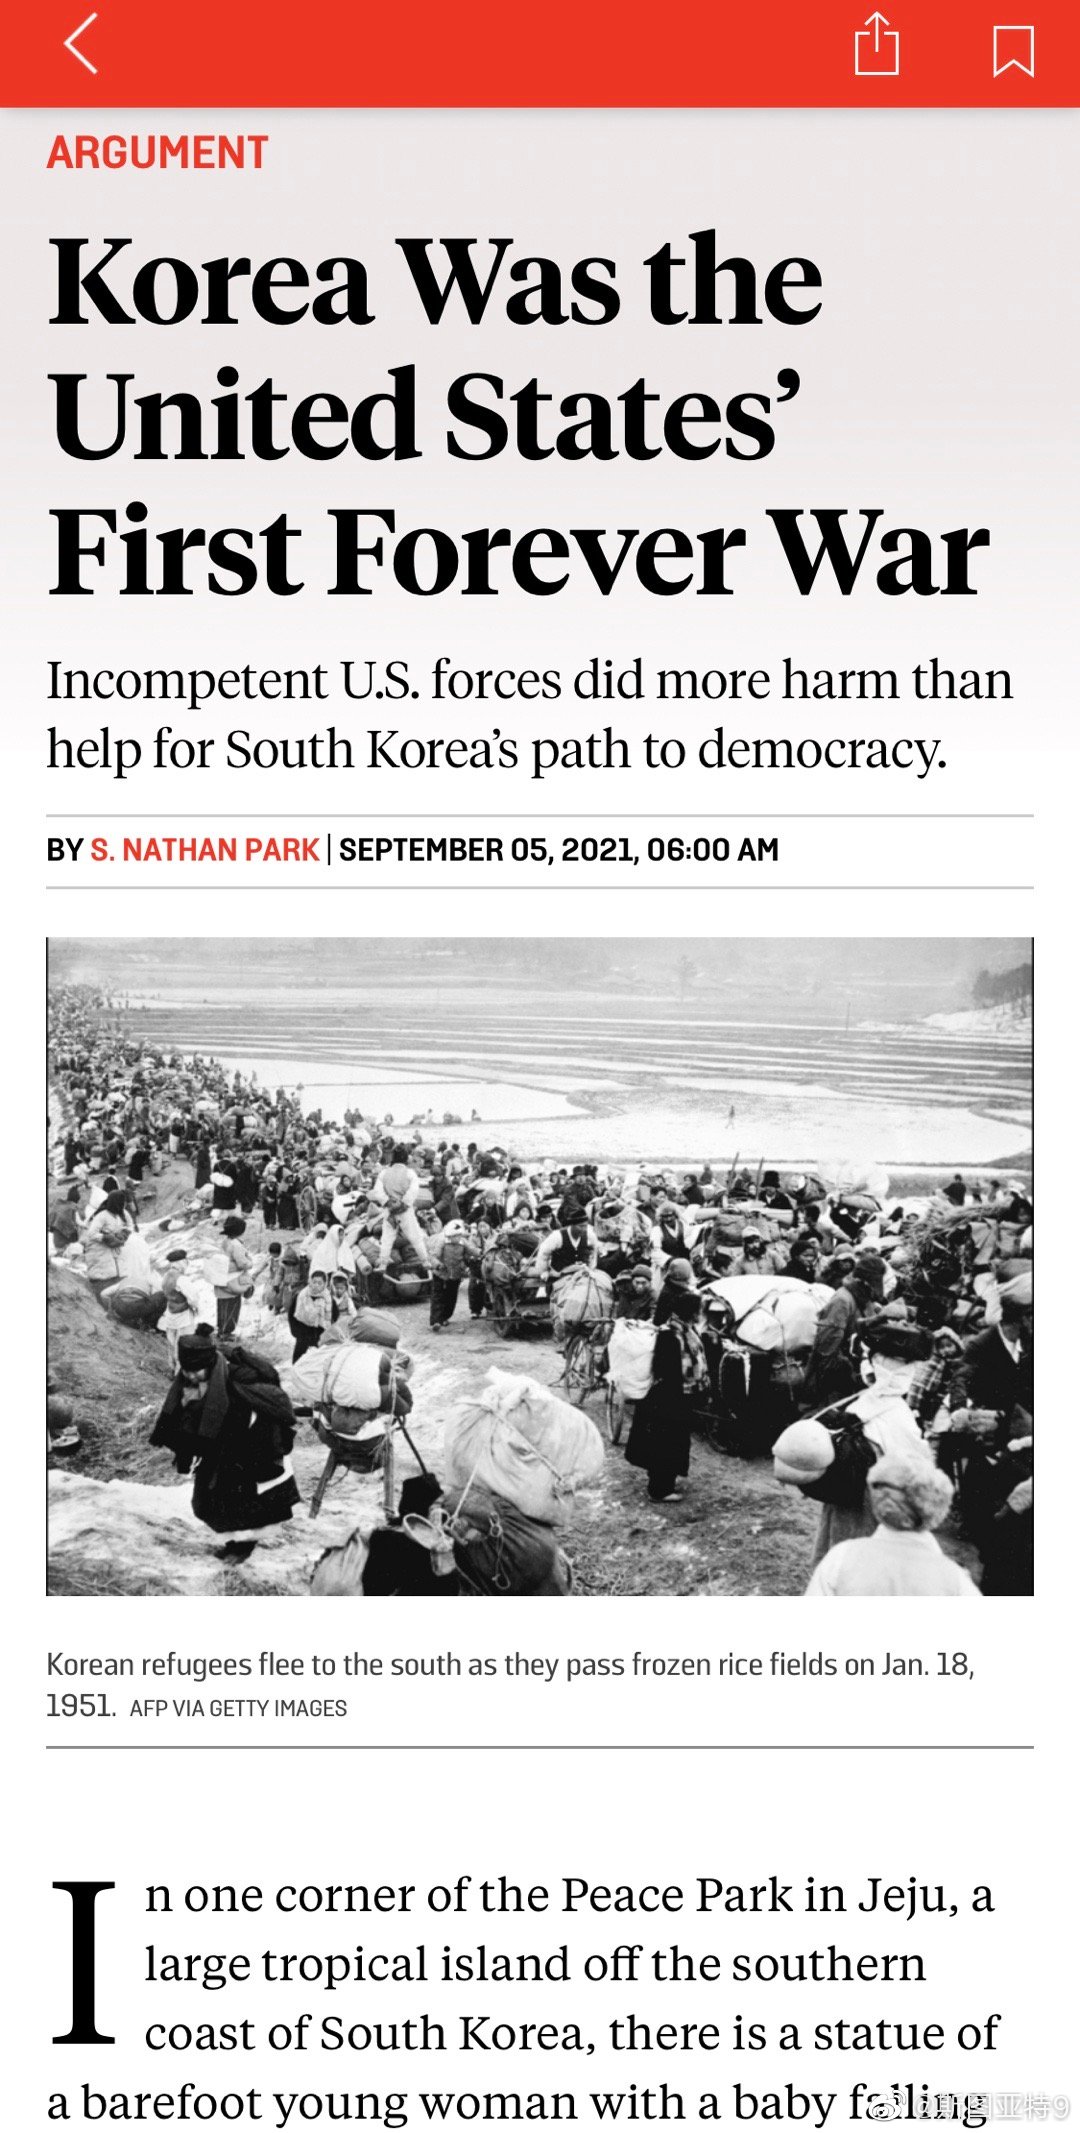 ARGUMENT
Korea Was the
United States’
First Forever War
Incompetent U.S. forces did more harm than
help for South Korea’s path to democracy.
BY S. NATHAN PARK | SEPTEMBER 05, 2021, 06:00 AM
Korean refugees flee to the south as they pass frozen rice fields on Jan. 18,
1951. AFP VIA GETTY IMAGES
In one corner of the Peace Park in Jeju, a
large tropical island off the southern
coast of South Korea, there is a statue of
a barefoot young woman with a baby falling
@斯图亚特9